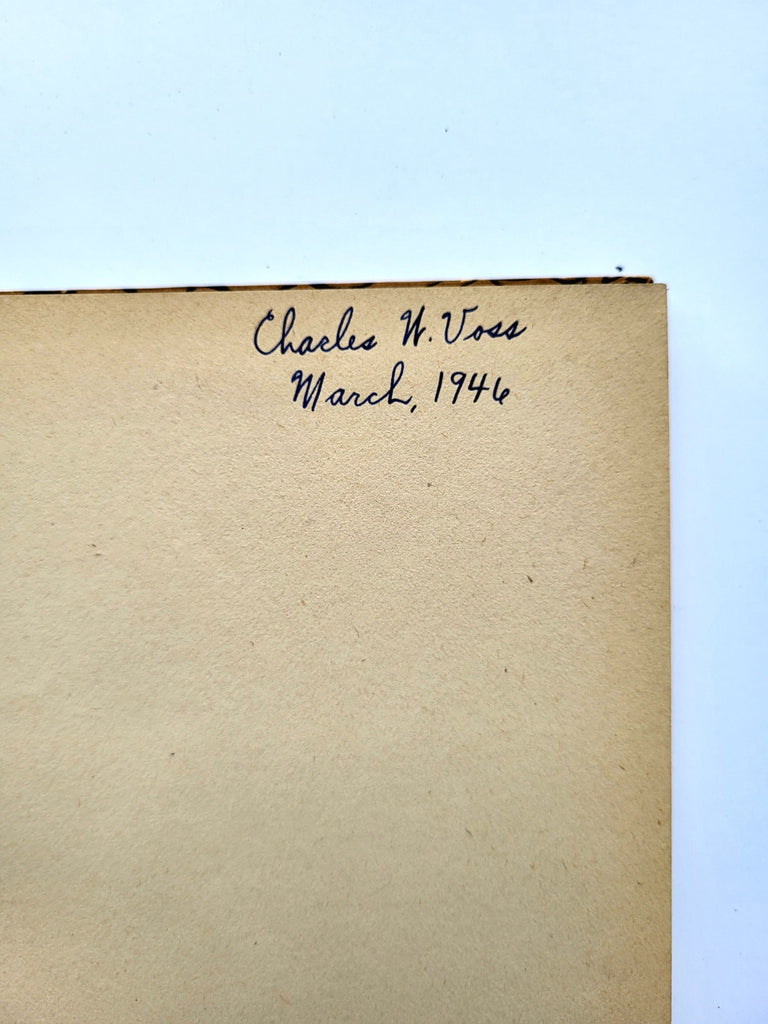 Charles W. Voss
March, 1946